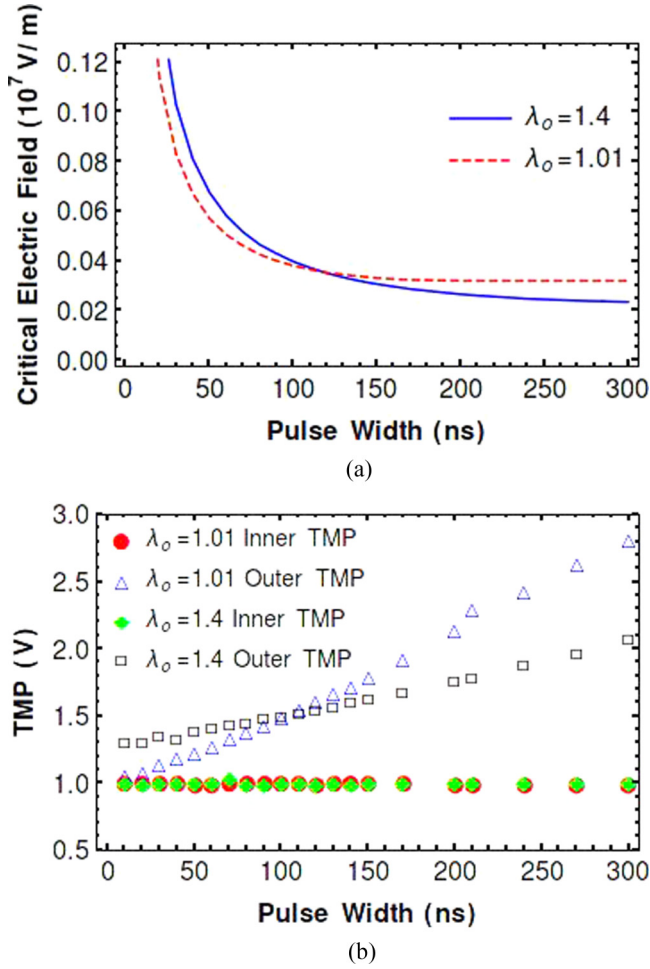 0.12
0.10
0.08
0.06
0.04
0.02
0.00
Critical Electric Field (10⁷ V/m)
λₒ=1.4
λₒ=1.01
0 50 100 150 200 250 300
Pulse Width (ns)
(a)
3.0
2.5
2.0
1.5
1.0
0.5
TMP (V)
λₒ=1.01 Inner TMP
λₒ=1.01 Outer TMP
λₒ=1.4 Inner TMP
λₒ=1.4 Outer TMP
0 50 100 150 200 250 300
Pulse Width (ns)
(b)